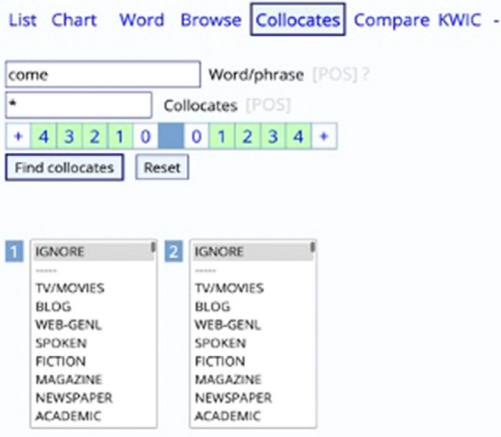 List Chart Word Browse Collocates Compare KWIC -
come Word/phrase [POS] ?
* Collocates [POS]
+ 4 3 2 1 0 0 1 2 3 4 +
Find collocates Reset
1 IGNORE 2 IGNORE
----- -----
TV/MOVIES TV/MOVIES
BLOG BLOG
WEB-GENL WEB-GENL
SPOKEN SPOKEN
FICTION FICTION
MAGAZINE MAGAZINE
NEWSPAPER NEWSPAPER
ACADEMIC ACADEMIC